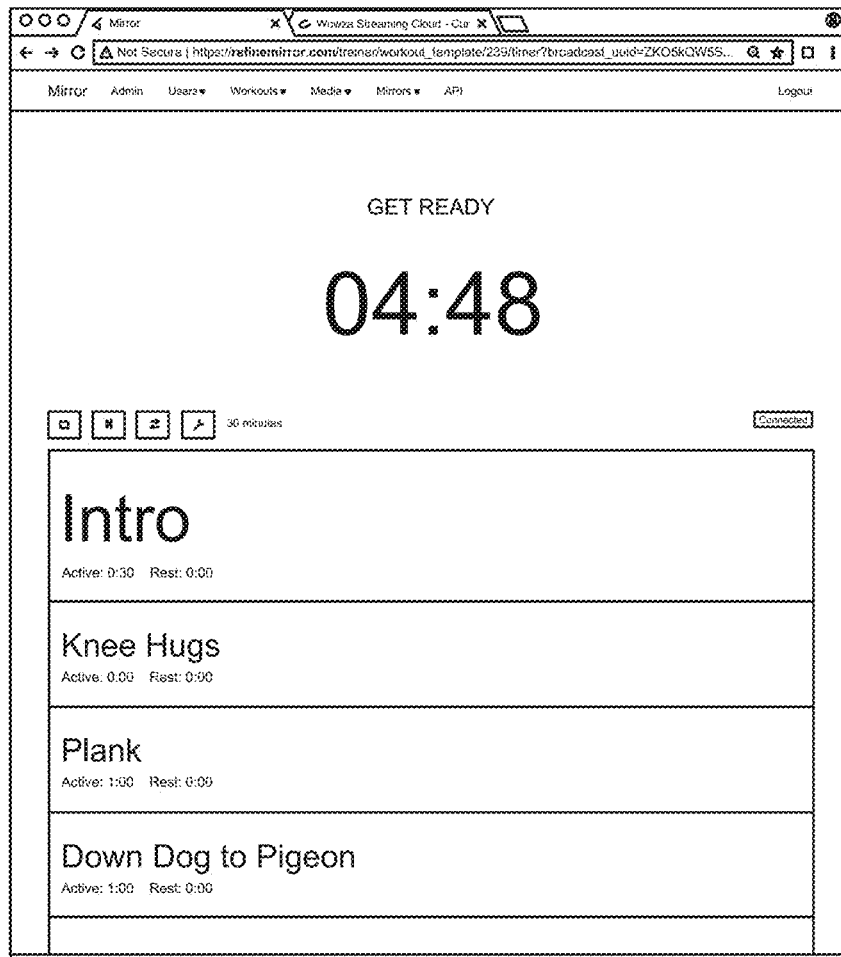 Mirror Wowza Streaming Cloud - Cur
Not Secure | https://refinemirror.com/trainer/workout_template/239/timer?broadcast_uuid=ZKO5kQW5S...
Mirror Admin Users Workouts Media Mirrors API Logout
GET READY
04:48
30 minutes Connected
Intro
Active: 0:30 Rest: 0:00
Knee Hugs
Active: 0:00 Rest: 0:00
Plank
Active: 1:00 Rest: 0:00
Down Dog to Pigeon
Active: 1:00 Rest: 0:00